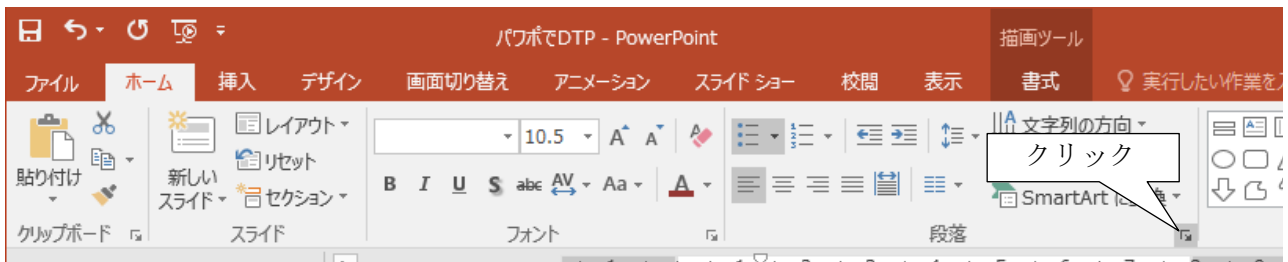 パワポでDTP - PowerPoint
描画ツール
ファイル ホーム 挿入 デザイン 画面切り替え アニメーション スライド ショー 校閲 表示 書式 実行したい作業を
貼り付け
新しい
スライド
レイアウト
リセット
セクション
10.5
B I U S abc AV Aa A
文字列の方向
クリック
SmartArt に
クリップボード スライド フォント 段落